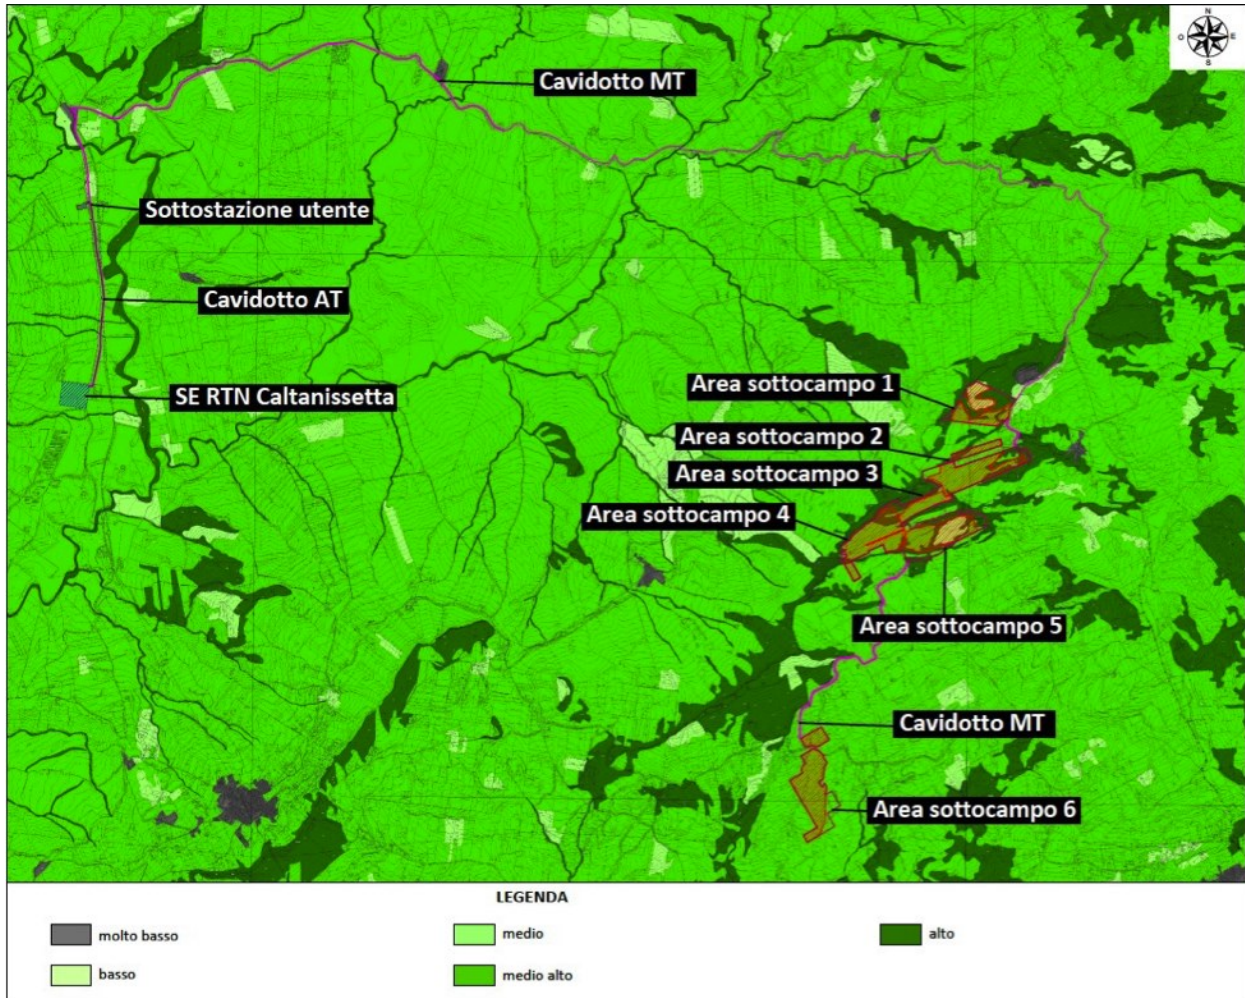 N
O
E
S
Cavidotto MT
Sottostazione utente
Cavidotto AT
SE RTN Caltanissetta
Area sottocampo 1
Area sottocampo 2
Area sottocampo 3
Area sottocampo 4
Area sottocampo 5
Cavidotto MT
Area sottocampo 6
LEGENDA
molto basso
medio
alto
basso
medio alto